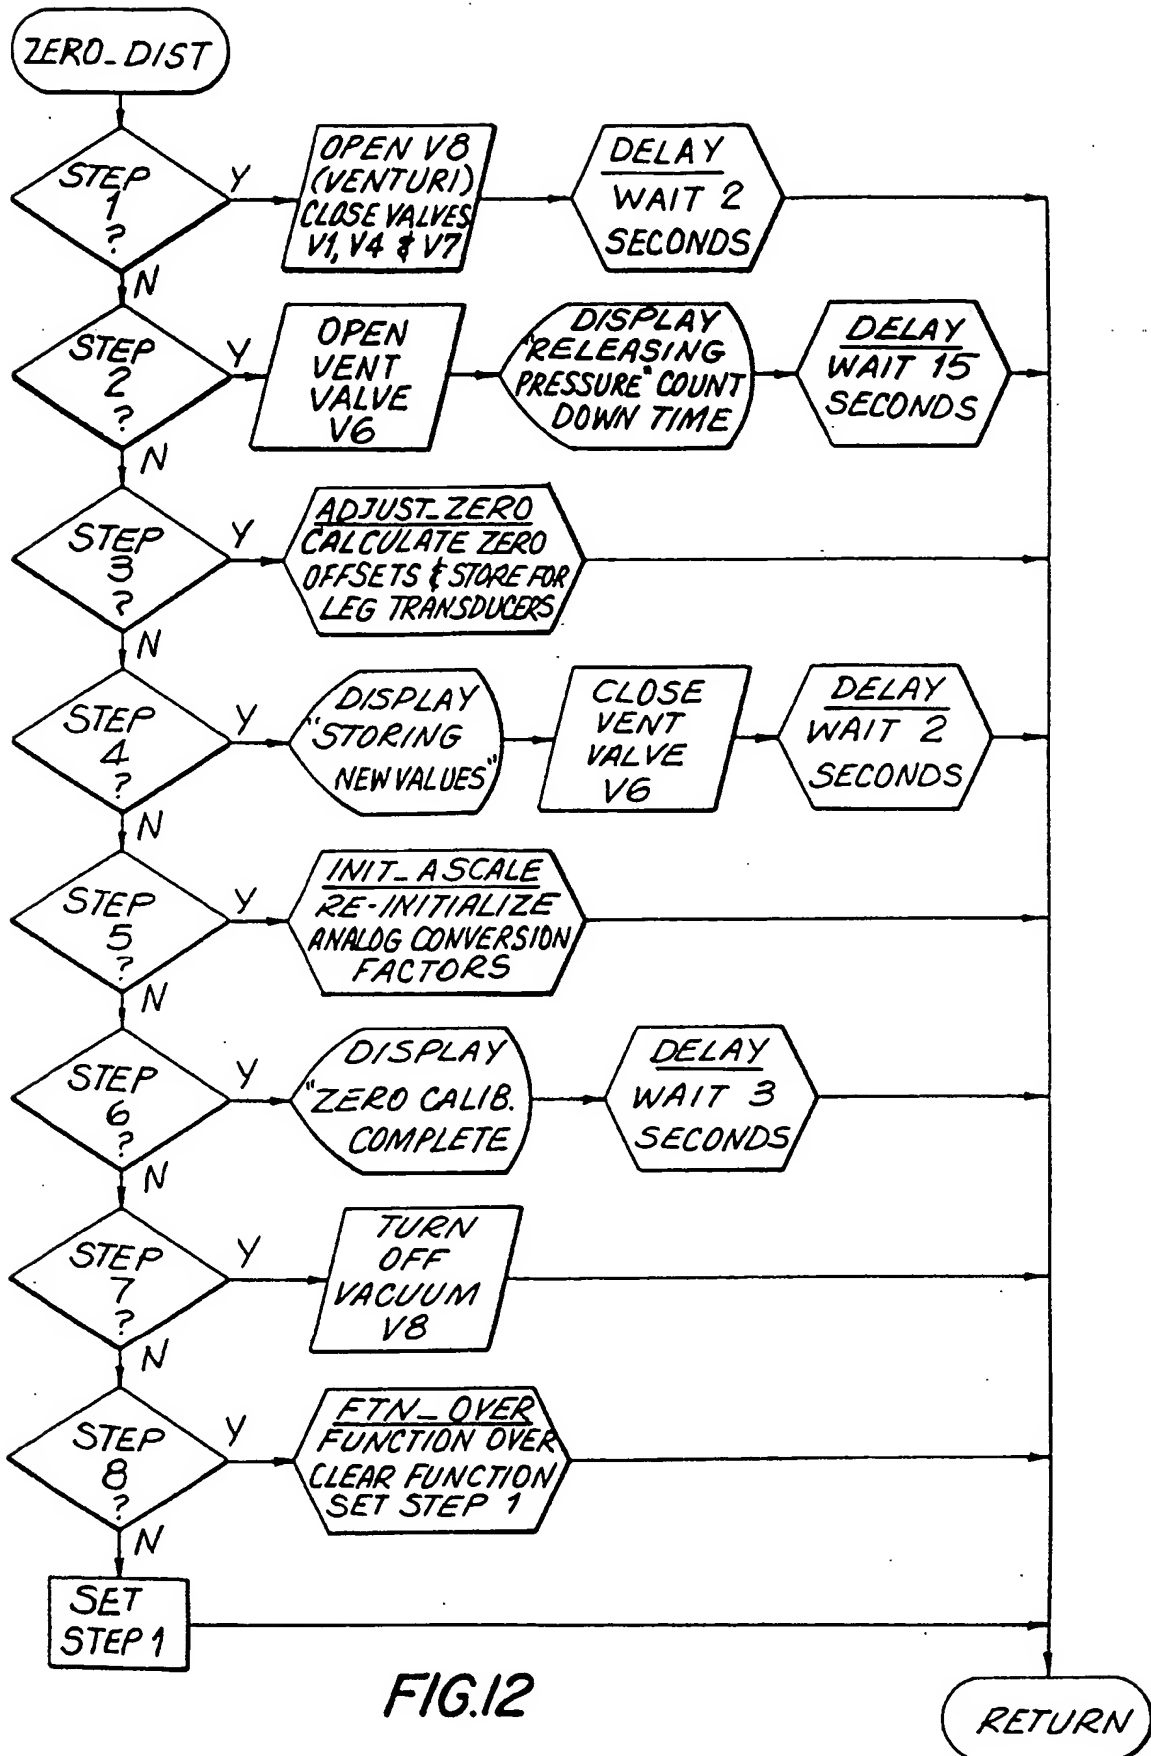 ZERO_DIST
STEP
1
?
Y
N
OPEN V8
(VENTURI)
CLOSE VALVES
V1, V4 & V7
DELAY
WAIT 2
SECONDS
STEP
2
?
Y
N
OPEN
VENT
VALVE
V6
DISPLAY
"RELEASING
PRESSURE" COUNT
DOWN TIME
DELAY
WAIT 15
SECONDS
STEP
3
?
Y
N
ADJUST_ZERO
CALCULATE ZERO
OFFSETS & STORE FOR
LEG TRANSDUCERS
STEP
4
?
Y
N
DISPLAY
"STORING
NEW VALUES"
CLOSE
VENT
VALVE
V6
DELAY
WAIT 2
SECONDS
STEP
5
?
Y
N
INIT_ASCALE
RE-INITIALIZE
ANALOG CONVERSION
FACTORS
STEP
6
?
Y
N
DISPLAY
"ZERO CALIB.
COMPLETE
DELAY
WAIT 3
SECONDS
STEP
7
?
Y
N
TURN
OFF
VACUUM
V8
STEP
8
?
Y
N
FTN_OVER
FUNCTION OVER
CLEAR FUNCTION
SET STEP 1
SET
STEP 1
FIG.12
RETURN